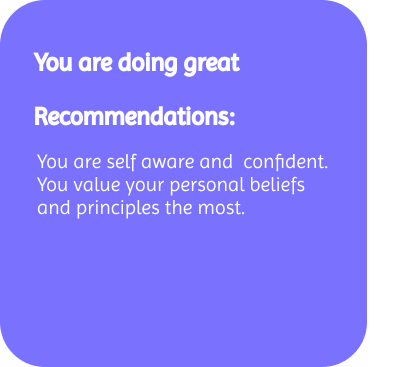 You are doing great
Recommendations:
You are self aware and  confident.
You value your personal beliefs
and principles the most.